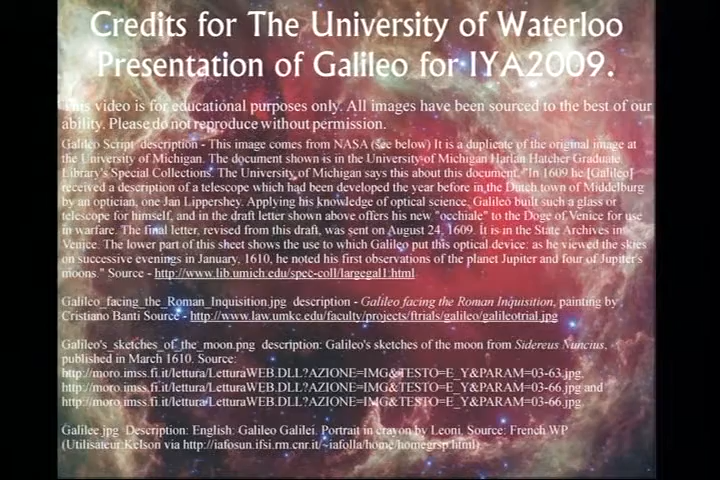 Credits for The University of Waterloo
Presentation of Galileo for IYA2009.
This video is for educational purposes only. All images have been sourced to the best of our
ability. Please do not reproduce without permission.
Galileo Script description - This image comes from NASA (see below) It is a duplicate of the original image at
the University of Michigan. The document shown is in the University of Michigan Harlan Hatcher Graduate
Library's Special Collections. The University of Michigan says this about this document. "In 1609 he [Galileo]
received a description of a telescope which had been developed the year before in the Dutch town of Middelburg
by an optician, one Jan Lippershey. Applying his knowledge of optical science, Galileo built such a glass or
telescope for himself, and in the draft letter shown above offers his new "occhiale" to the Doge of Venice for use
in warfare. The final letter, revised from this draft, was sent on August 24, 1609. It is in the State Archives in
Venice. The lower part of this sheet shows the use to which Galileo put this optical device: as he viewed the skies
on successive evenings in January, 1610, he noted his first observations of the planet Jupiter and four of Jupiter's
moons." Source - http://www.lib.umich.edu/spec-coll/largegal1.html
Galileo_facing_the_Roman_Inquisition.jpg description - Galileo facing the Roman Inquisition, painting by
Cristiano Banti Source - http://www.law.umkc.edu/faculty/projects/ftrials/galileo/galileotrial.jpg
Galileo's_sketches_of_the_moon.png description: Galileo's sketches of the moon from Sidereus Nuncius,
published in March 1610. Source:
http://moro.imss.fi.it/lettura/LetturaWEB.DLL?AZIONE=IMG&TESTO=E_Y&PARAM=03-63.jpg,
http://moro.imss.fi.it/lettura/LetturaWEB.DLL?AZIONE=IMG&TESTO=E_Y&PARAM=03-66.jpg and
http://moro.imss.fi.it/lettura/LetturaWEB.DLL?AZIONE=IMG&TESTO=E_Y&PARAM=03-66.jpg.
Galilee.jpg Description: English: Galileo Galilei. Portrait in crayon by Leoni. Source: French WP
(Utilisateur:Kelson via http://iafosun.ifsi.rm.cnr.it/~iafolla/home/homegrsp.html).